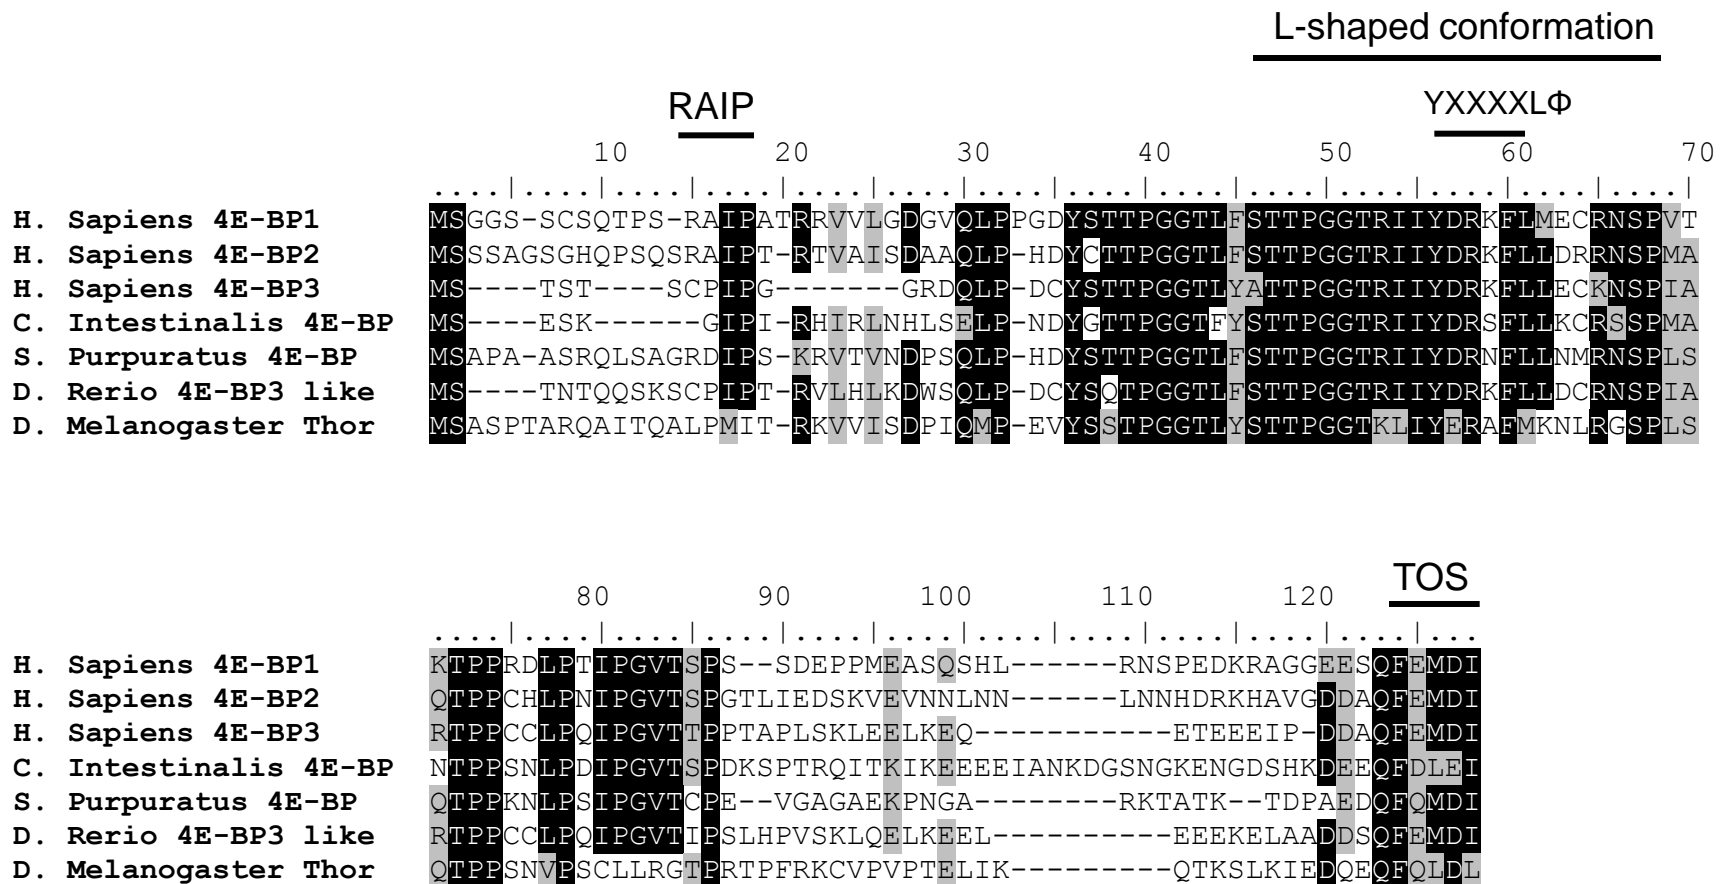 L-shaped conformation
RAIP YXXXXLΦ
10 20 30 40 50 60 70
....|....|....|....|....|....|....|....|....|....|....|....|....|....|
H. Sapiens 4E-BP1 MSGGS-SCSQTPS-RAIPATRRVVLGDGVQLPPGDYSTTPGGTLFSTTPGGTRIIYDRKFLMECRNSPVT
H. Sapiens 4E-BP2 MSSSAGSGHQPSQSRAIPT-RTVAISDAAQLP-HDYCTTPGGTLFSTTPGGTRIIYDRKFLLDRRNSPMA
H. Sapiens 4E-BP3 MS----TST----SCPIPG-------GRDQLP-DCYSTTPGGTLYATTPGGTRIIYDRKFLLECKNSPIA
C. Intestinalis 4E-BP MS----ESK------GIPI-RHIRLNHLSELP-NDYGTTPGGTFYSTTPGGTRIIYDRSFLLKCRSSPMA
S. Purpuratus 4E-BP MSAPA-ASRQLSAGRDIPS-KRVTVNDPSQLP-HDYSTTPGGTLFSTTPGGTRIIYDRNFLLNMRNSPLS
D. Rerio 4E-BP3 like MS----TNTQQSKSCPIPT-RVLHLKDWSQLP-DCYSQTPGGTLFSTTPGGTRIIYDRKFLLDCRNSPIA
D. Melanogaster Thor MSASPTARQAITQALPMIT-RKVVISDPIQMP-EVYSSTPGGTLYSTTPGGTKLIYERAFMKNLRGSPLS
TOS
80 90 100 110 120
....|....|....|....|....|....|....|....|....|....|....|...
H. Sapiens 4E-BP1 KTPPRDLPTIPGVTSPS--SDEPPMEASQSHL------RNSPEDKRAGGEESQFEMDI
H. Sapiens 4E-BP2 QTPPCHLPNIPGVTSPGTLIEDSKVEVNNLNN------LNNHDRKHAVGDDAQFEMDI
H. Sapiens 4E-BP3 RTPPCCLPQIPGVTTPPTAPLSKLEELKEQ-----------ETEEEIP-DDAQFEMDI
C. Intestinalis 4E-BP NTPPSNLPDIPGVTSPDKSPTRQITKIKEEEEIANKDGSNGKENGDSHKDEEQFDLEI
S. Purpuratus 4E-BP QTPPKNLPSIPGVTCPE--VGAGAEKPNGA--------RKTATK--TDPAEDQFQMDI
D. Rerio 4E-BP3 like RTPPCCLPQIPGVTIPSLHPVSKLQELKEEL----------EEEKELAADDSQFEMDI
D. Melanogaster Thor QTPPSNVPSCLLRGTPRTPFRKCVPVPTELIK---------QTKSLKIEDQEQFQLDL